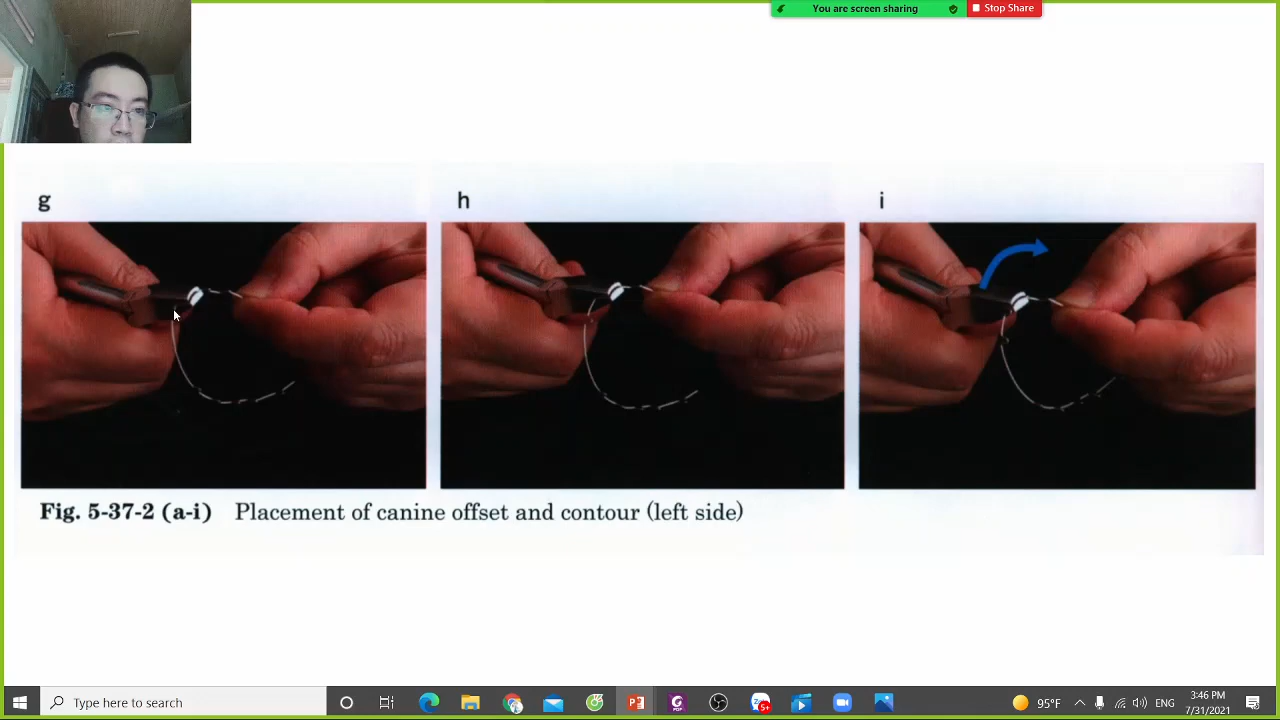 You are screen sharing
Stop Share
g
h
i
Fig. 5-37-2 (a-i) Placement of canine offset and contour (left side)
Type here to search
5+
95°F
ENG
3:46 PM
7/31/2021